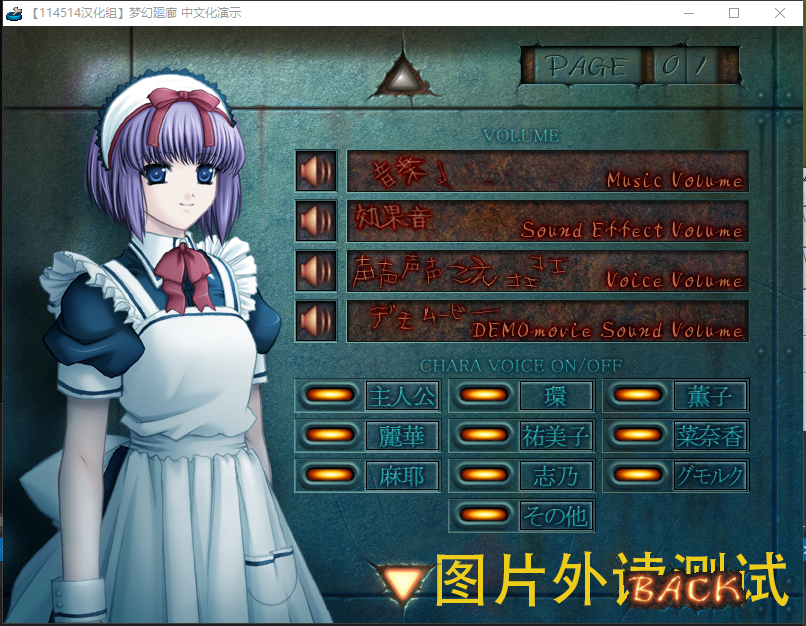 【114514汉化组】梦幻廻廊 中文化演示
PAGE 01
VOLUME
音楽♪
Music Volume
効果音
Sound Effect Volume
Voice Volume
デモムービー
DEMOmovie Sound Volume
CHARA VOICE ON/OFF
主人公 環 薫子
麗華 祐美子 菜奈香
麻耶 志乃 グモルク
その他
图片外读测试
BACK